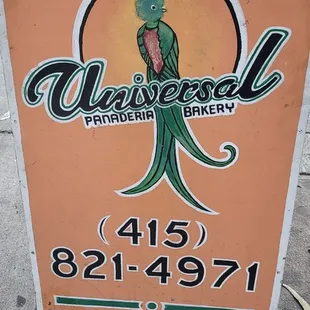 Universal
PANADERIA BAKERY
(415)
821-4971